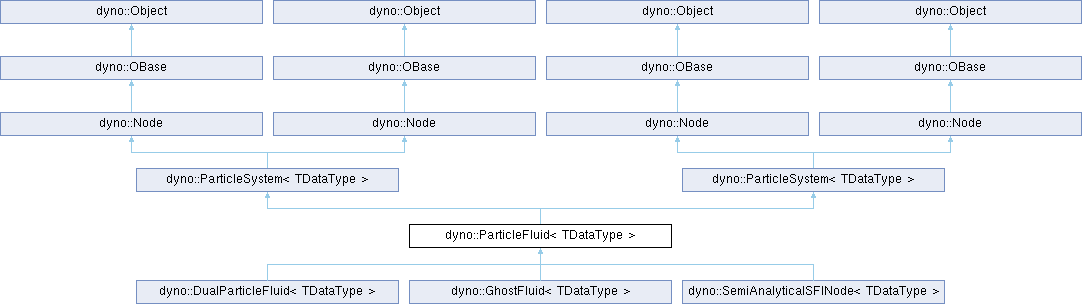 dyno::Object
dyno::Object
dyno::Object
dyno::Object
dyno::OBase
dyno::OBase
dyno::OBase
dyno::OBase
dyno::Node
dyno::Node
dyno::Node
dyno::Node
dyno::ParticleSystem< TDataType >
dyno::ParticleSystem< TDataType >
dyno::ParticleFluid< TDataType >
dyno::DualParticleFluid< TDataType >
dyno::GhostFluid< TDataType >
dyno::SemiAnalyticalSFINode< TDataType >